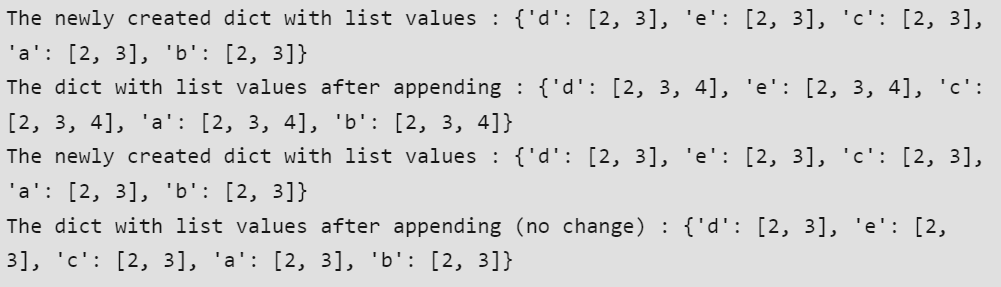 The newly created dict with list values : {'d': [2, 3], 'e': [2, 3], 'c': [2, 3],
'a': [2, 3], 'b': [2, 3]}
The dict with list values after appending : {'d': [2, 3, 4], 'e': [2, 3, 4], 'c':
[2, 3, 4], 'a': [2, 3, 4], 'b': [2, 3, 4]}
The newly created dict with list values : {'d': [2, 3], 'e': [2, 3], 'c': [2, 3],
'a': [2, 3], 'b': [2, 3]}
The dict with list values after appending (no change) : {'d': [2, 3], 'e': [2,
3], 'c': [2, 3], 'a': [2, 3], 'b': [2, 3]}